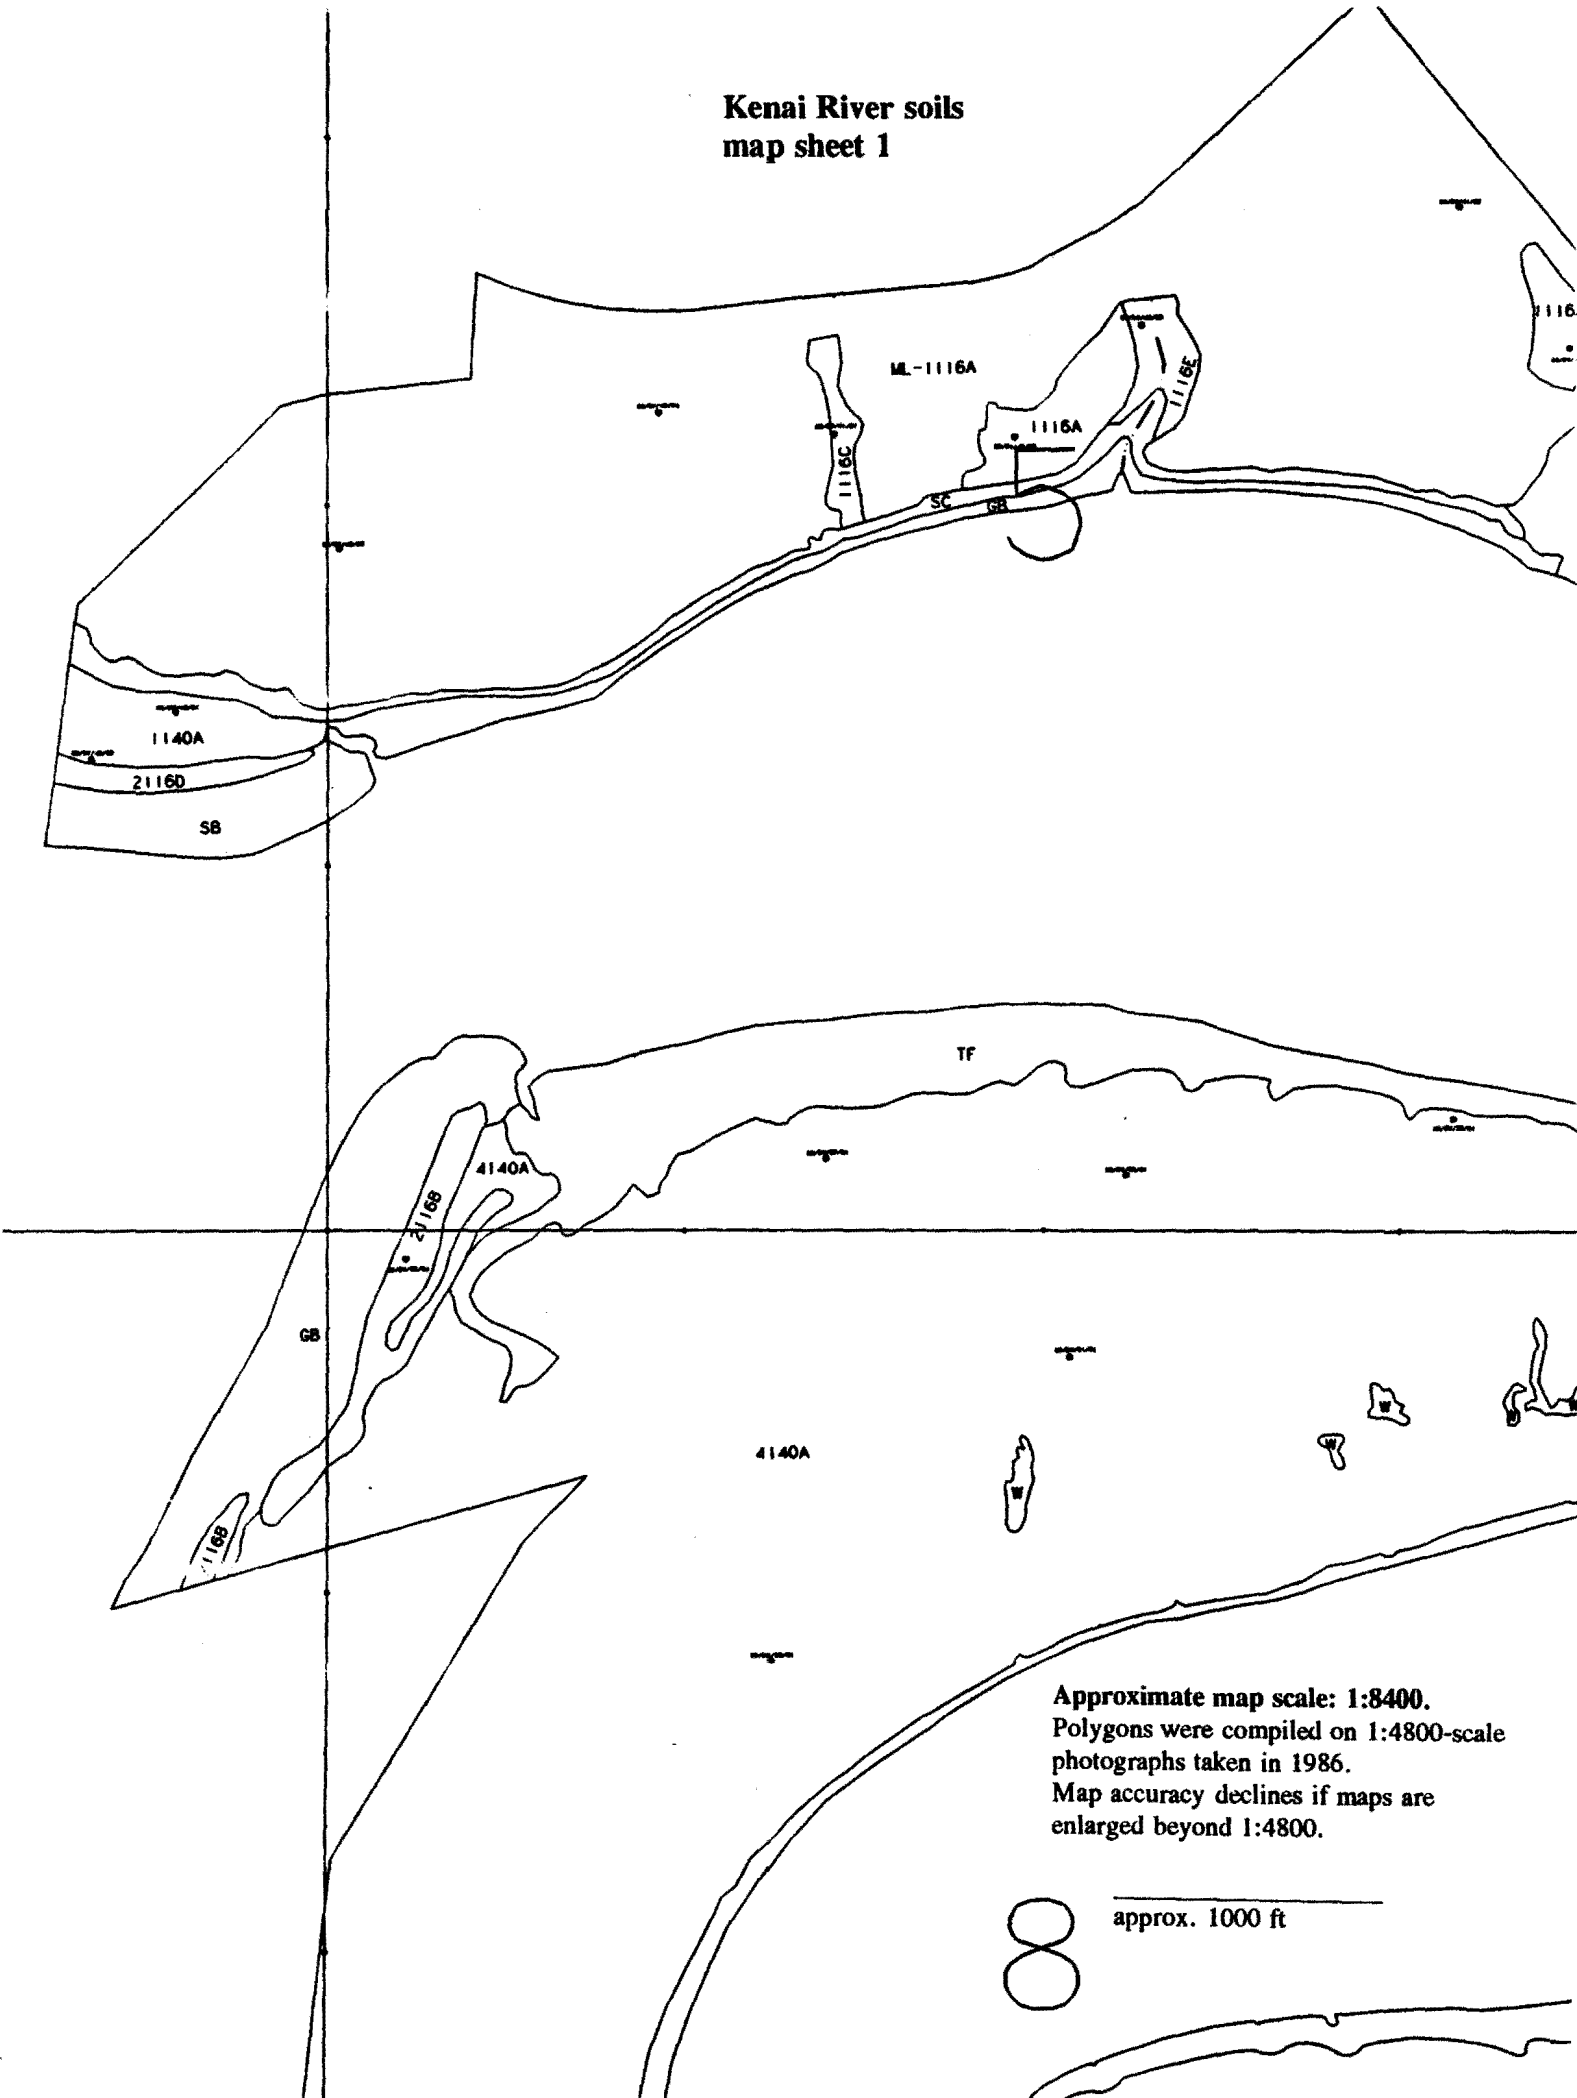 Kenai River soils
map sheet 1
ML-1116A
1116A
1116E
1116C
SC
GB
1140A
2116D
SB
TF
4140A
2116B
GB
4140A
W
W
W
W
W
Approximate map scale: 1:8400.
Polygons were compiled on 1:4800-scale
photographs taken in 1986.
Map accuracy declines if maps are
enlarged beyond 1:4800.
8
approx. 1000 ft